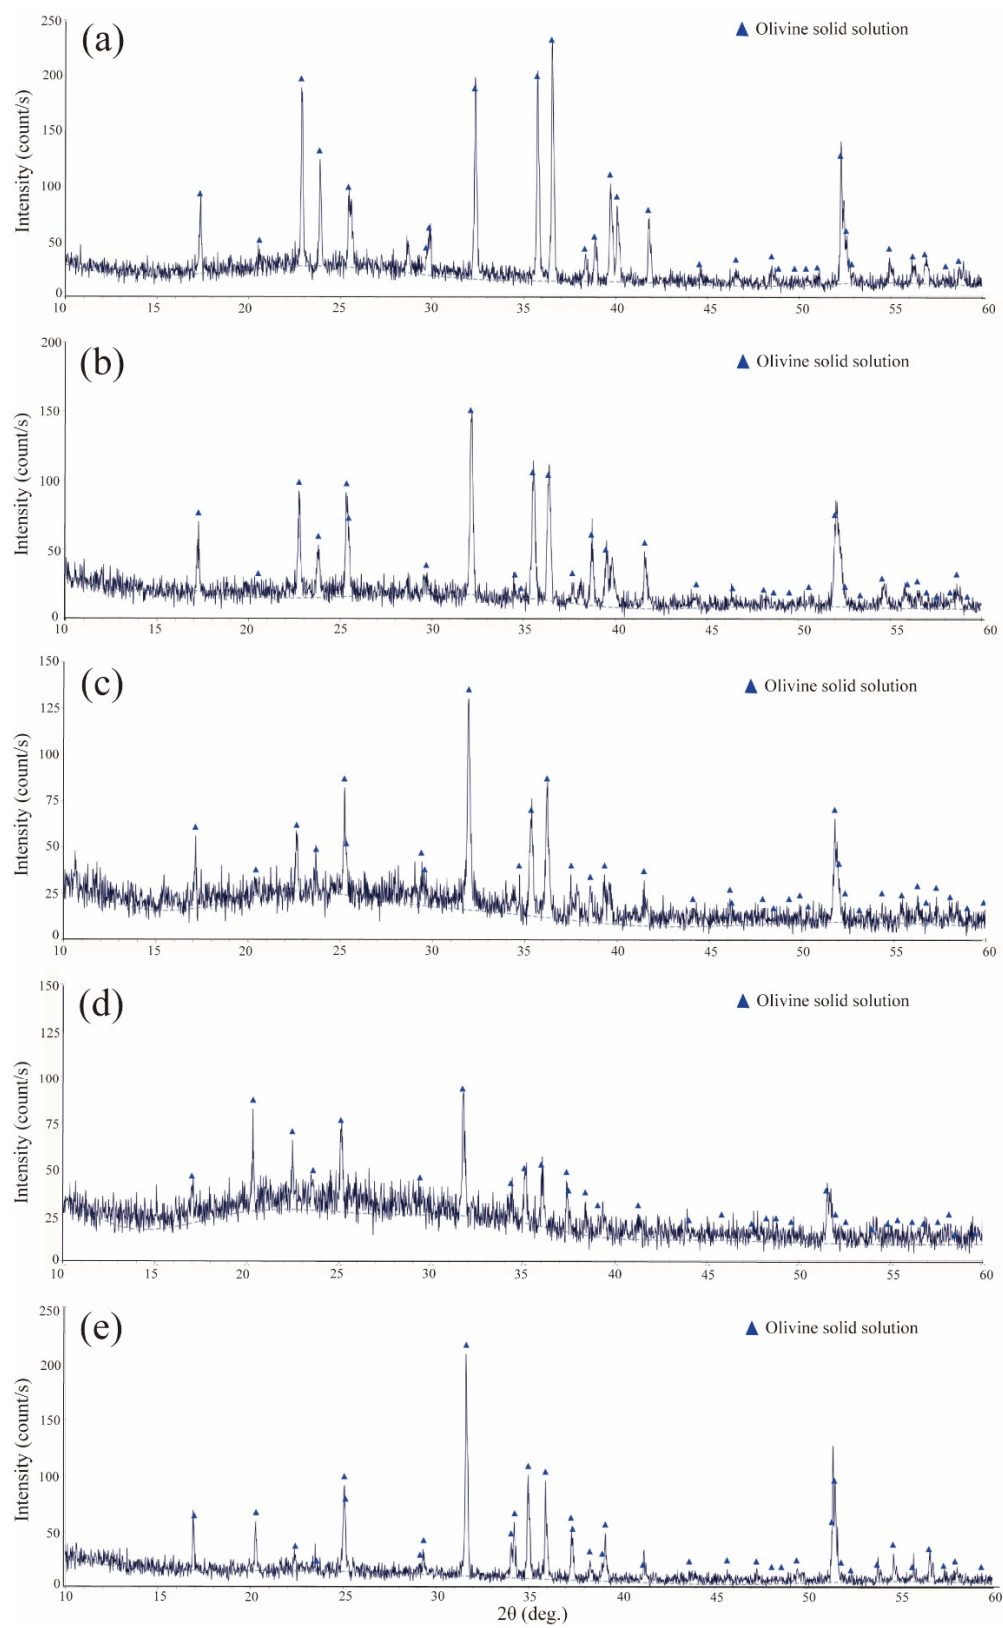 (a)
▲ Olivine solid solution
Intensity (count/s)
250
200
150
100
50
0
10 15 20 25 30 35 40 45 50 55 60
(b)
▲ Olivine solid solution
Intensity (count/s)
200
150
100
50
0
10 15 20 25 30 35 40 45 50 55 60
(c)
▲ Olivine solid solution
Intensity (count/s)
150
125
100
75
50
25
0
10 15 20 25 30 35 40 45 50 55 60
(d)
▲ Olivine solid solution
Intensity (count/s)
150
125
100
75
50
25
0
10 15 20 25 30 35 40 45 50 55 60
(e)
▲ Olivine solid solution
Intensity (count/s)
250
200
150
100
50
0
10 15 20 25 30 35 40 45 50 55 60
2θ (deg.)